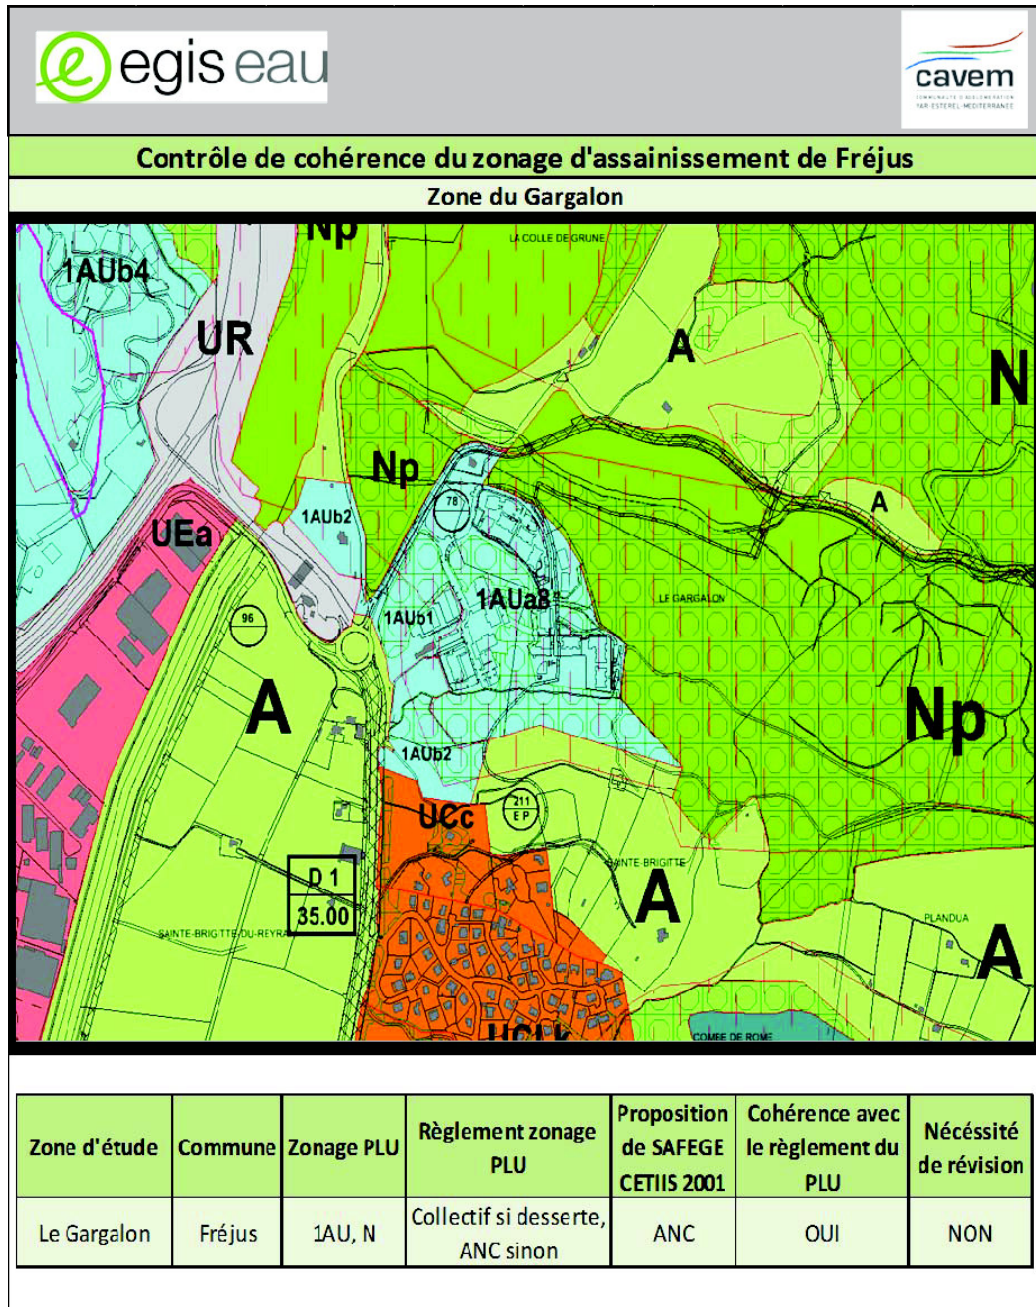 egis eau
cavem
COMMUNAUTÉ D'AGGLOMÉRATION
VAR-ESTEREL-MEDITERRANEE
Contrôle de cohérence du zonage d'assainissement de Fréjus
Zone du Gargalon
Np
LA COLLE DE GRUNE
1AUb4
UR
A
N
Np
78
1AUb2
A
UEa
1AUa8
LE GARGALON
1AUb1
96
A
Np
1AUb2
211
EP
UCc
SAINTE-BRIGITTE
D 1
35.00
A
PLANDUA
SAINTE-BRIGITTE-DU-REYRA
A
COMBE DE ROME
Zone d'étude
Commune
Zonage PLU
Règlement zonage
PLU
Proposition
de SAFEGE
CETIIS 2001
Cohérence avec
le règlement du
PLU
Nécéssité
de révision
Le Gargalon
Fréjus
1AU, N
Collectif si desserte,
ANC sinon
ANC
OUI
NON